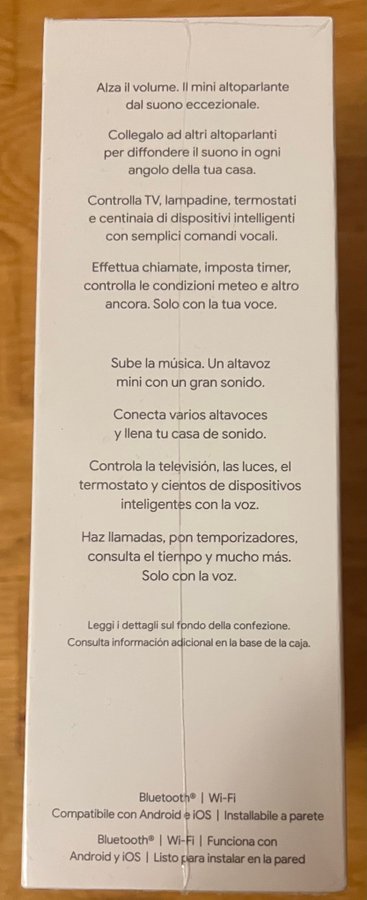 Alza il volume. Il mini altoparlante
dal suono eccezionale.
Collegalo ad altri altoparlanti
per diffondere il suono in ogni
angolo della tua casa.
Controlla TV, lampadine, termostati
e centinaia di dispositivi intelligenti
con semplici comandi vocali.
Effettua chiamate, imposta timer,
controlla le condizioni meteo e altro
ancora. Solo con la tua voce.
Sube la música. Un altavoz
mini con un gran sonido.
Conecta varios altavoces
y llena tu casa de sonido.
Controla la televisión, las luces, el
termostato y cientos de dispositivos
inteligentes con la voz.
Haz llamadas, pon temporizadores,
consulta el tiempo y mucho más.
Solo con la voz.
Leggi i dettagli sul fondo della confezione.
Consulta información adicional en la base de la caja.
Bluetooth® | Wi-Fi
Compatibile con Android e iOS | Installabile a parete
Bluetooth® | Wi-Fi | Funciona con
Android y iOS | Listo para instalar en la pared